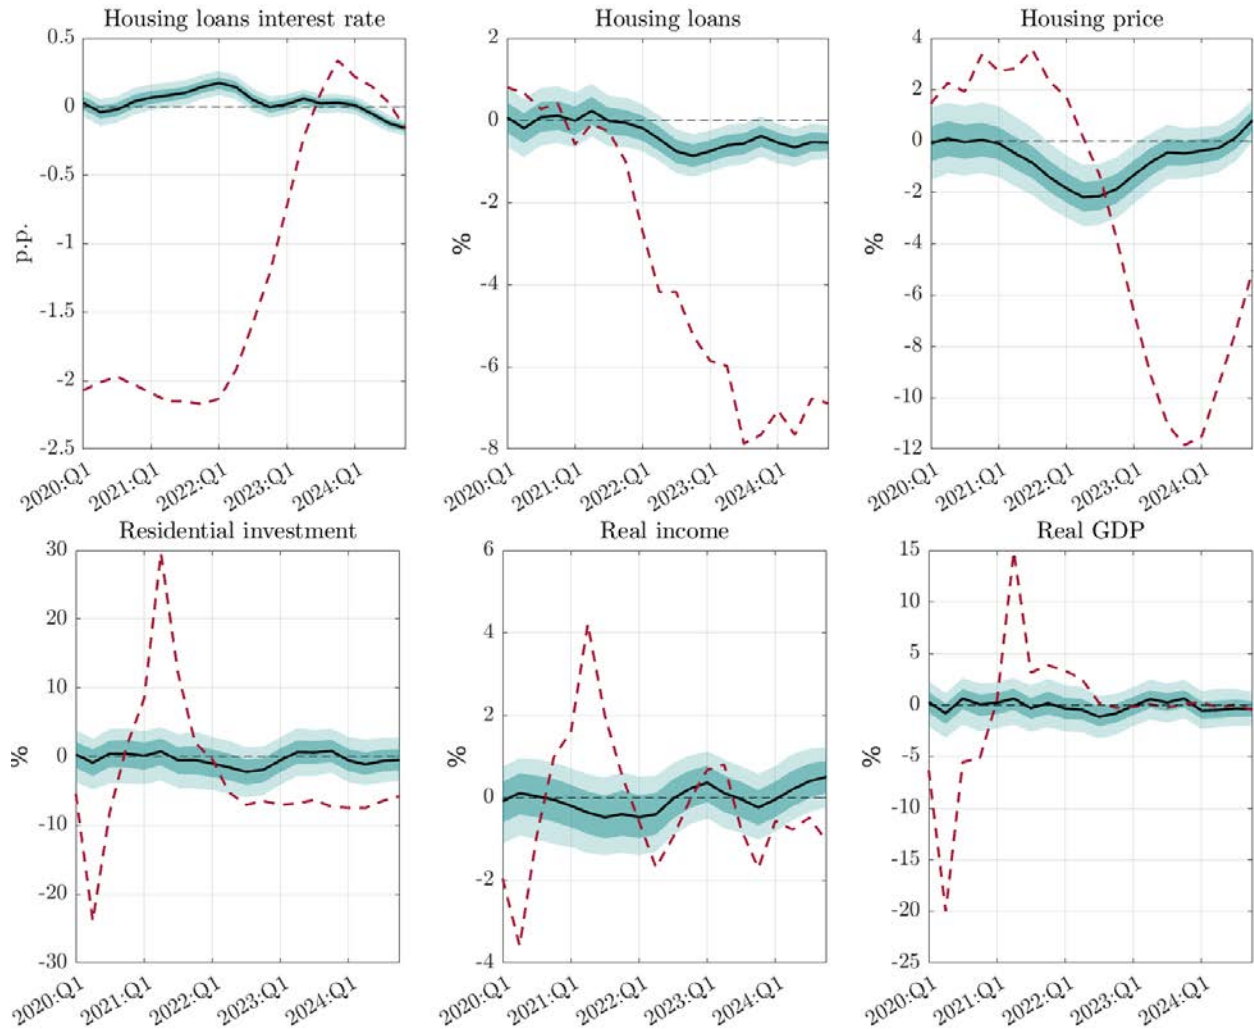 Housing loans interest rate
0.5
0
-0.5
-1
-1.5
-2
-2.5
p.p.
2020:Q1
2021:Q1
2022:Q1
2023:Q1
2024:Q1
Housing loans
2
0
-2
-4
-6
-8
%
2020:Q1
2021:Q1
2022:Q1
2023:Q1
2024:Q1
Housing price
4
2
0
-2
-4
-6
-8
-10
-12
%
2020:Q1
2021:Q1
2022:Q1
2023:Q1
2024:Q1
Residential investment
30
20
10
0
-10
-20
-30
%
2020:Q1
2021:Q1
2022:Q1
2023:Q1
2024:Q1
Real income
6
4
2
0
-2
-4
%
2020:Q1
2021:Q1
2022:Q1
2023:Q1
2024:Q1
Real GDP
15
10
5
0
-5
-10
-15
-20
-25
%
2020:Q1
2021:Q1
2022:Q1
2023:Q1
2024:Q1